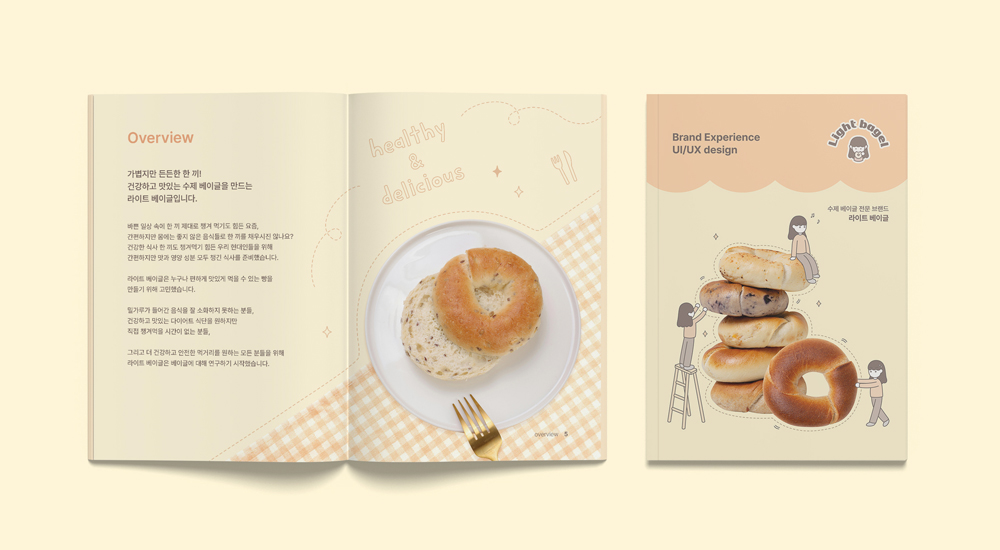 Overview
가볍지만 든든한 한 끼!
건강하고 맛있는 수제 베이글을 만드는
라이트 베이글입니다.
바쁜 일상 속에 한 끼 제대로 챙겨 먹기도 힘든 요즘,
간편하지만 몸에는 좋지 않은 음식들로 한 끼를 채우시진 않나요?
건강한 식사 한 끼도 챙겨먹기 힘든 우리 현대인들을 위해
간편하지만 맛과 영양 성분 모두 담긴 식사를 준비했습니다.
라이트 베이글은 누구나 편하게 맛있게 먹을 수 있는 빵을
만들기 위해 고민했습니다.
밀가루가 들어간 음식을 잘 소화하지 못하는 분들,
건강하고 맛있는 다이어트 식단을 원하지만
직접 챙겨먹을 시간이 없는 분들,
그리고 더 건강하고 안전한 먹거리를 원하는 모든 분들을 위해
라이트 베이글은 베이글에 대해 연구하기 시작했습니다.
healthy
&
delicious
overview 5
Brand Experience
UI/UX design
Light bagel
수제 베이글 전문 브랜드
라이트 베이글